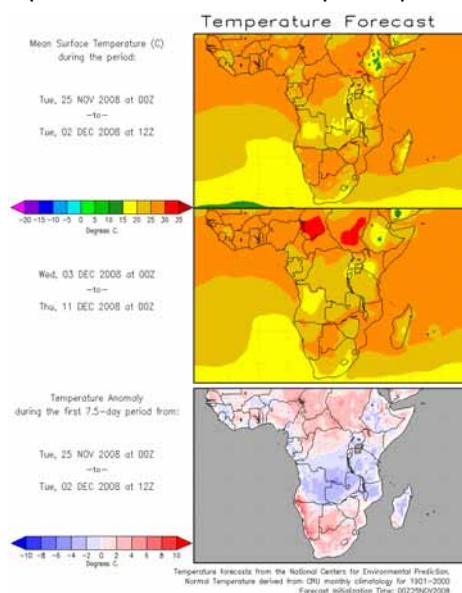 Temperature Forecast
Mean Surface Temperature (C)
during the period:
Tue, 25 NOV 2008 at 00Z
-to-
Tue, 02 DEC 2008 at 12Z
-20 -15 -10 -5 0 5 10 15 20 25 30 35
Degrees C.
Wed, 03 DEC 2008 at 00Z
-to-
Thu, 11 DEC 2008 at 00Z
Temperature Anomaly
during the first 7.5-day period from:
Tue, 25 NOV 2008 at 00Z
-to-
Tue, 02 DEC 2008 at 12Z
-10 -8 -6 -4 -2 0 2 4 6 8 10
Degrees C.
Temperature forecasts from the National Centers for Environmental Prediction.
Normal Temperature derived from CRU monthly climatology for 1901-2000
Forecast Initialization Time: 00Z25NOV2008